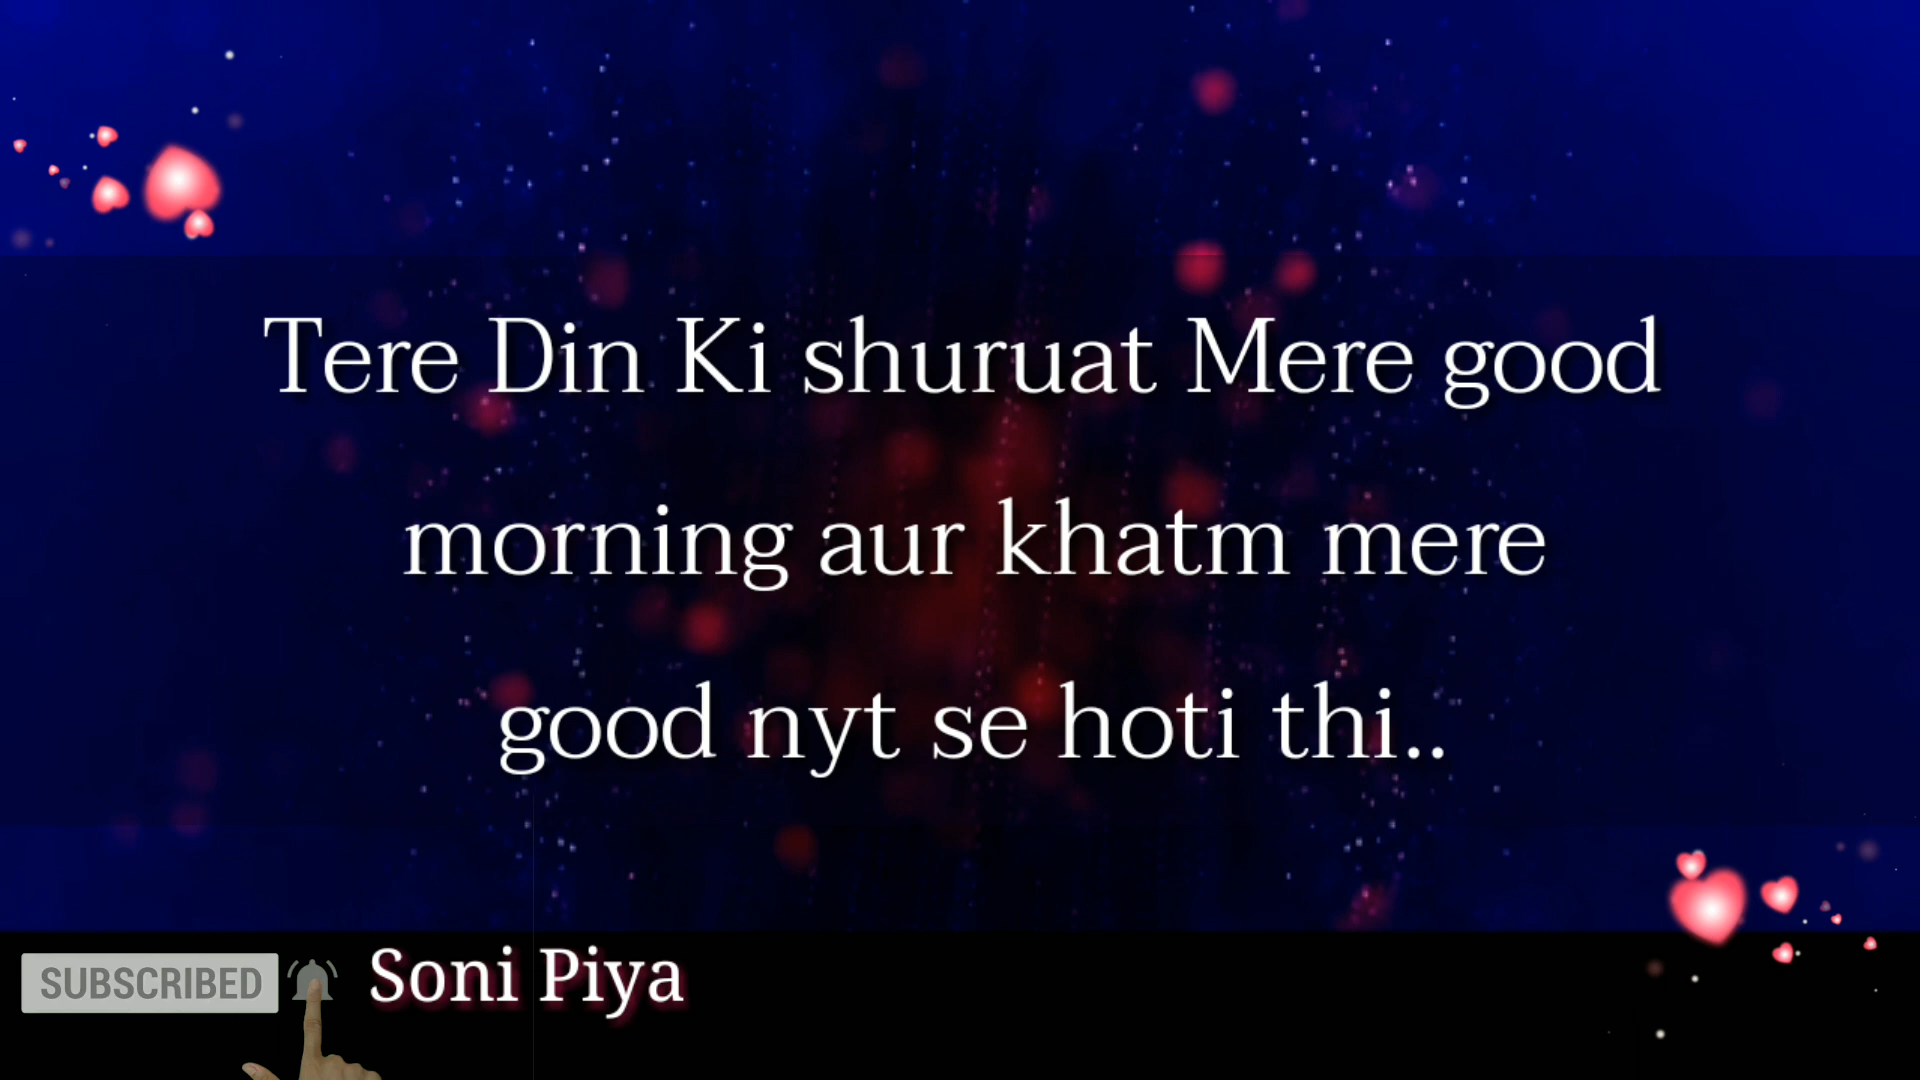 Tere Din Ki shuruat Mere good
morning aur khatm mere
good nyt se hoti thi..
SUBSCRIBED
Soni Piya